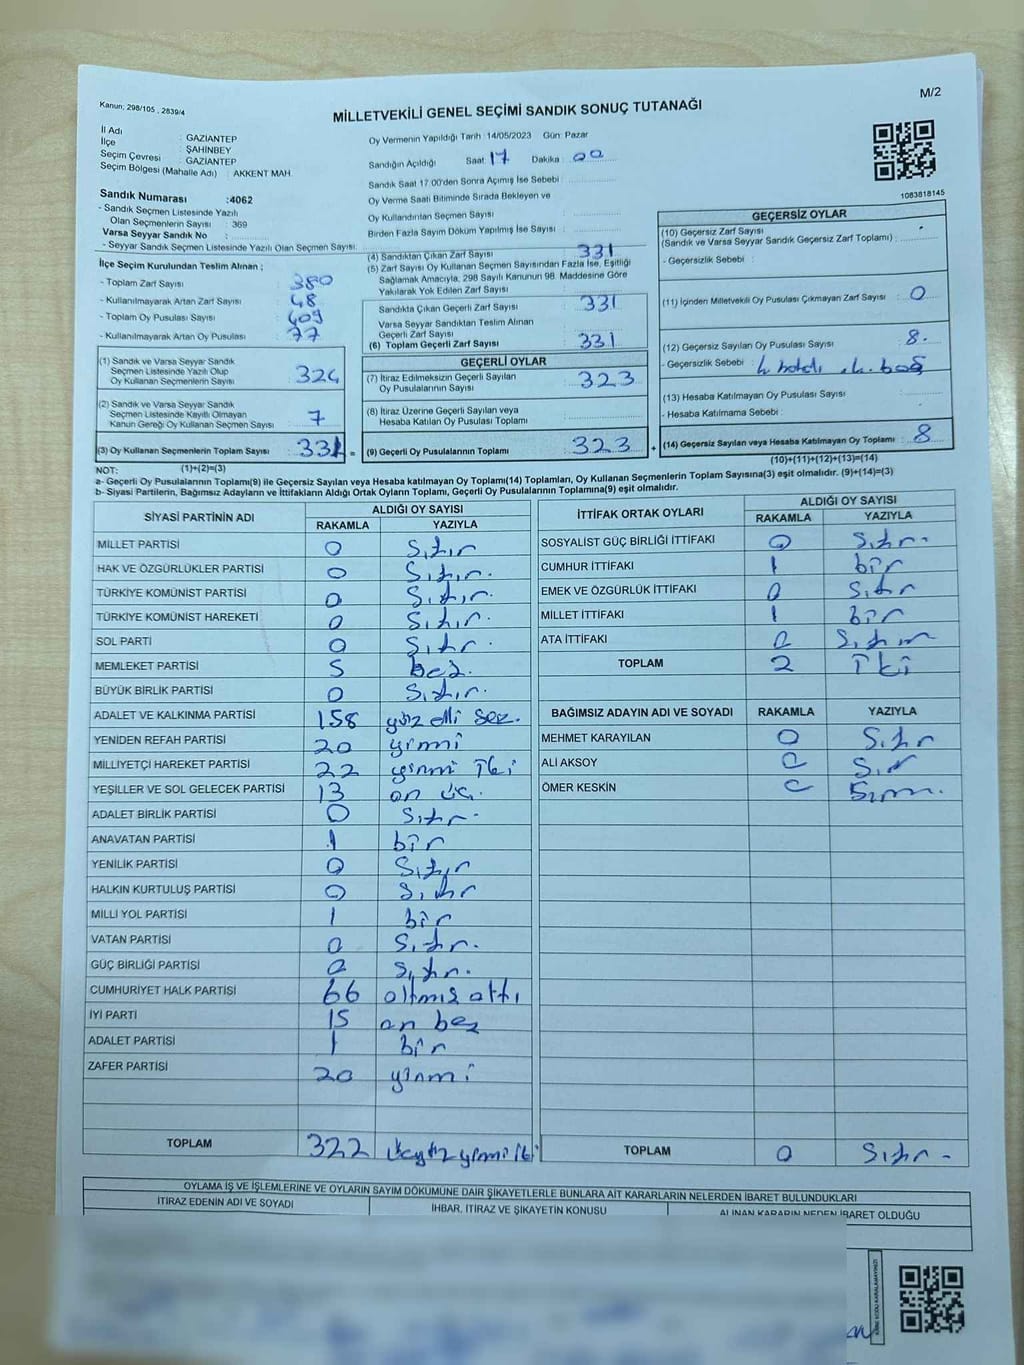 M/2
Kanun; 298/105 , 2839/4
MİLLETVEKİLİ GENEL SEÇİMİ SANDIK SONUÇ TUTANAĞI
İl Adı : GAZİANTEP
İlçe : ŞAHİNBEY
Seçim Çevresi : GAZİANTEP
Seçim Bölgesi (Mahalle Adı) : AKKENT MAH.
Oy Vermenin Yapıldığı Tarih :14/05/2023 Gün: Pazar
Sandığın Açıldığı Saat 17 Dakika : 00
Sandık Saat 17:00'den Sonra Açılmış İse Sebebi :
Oy Verme Saati Bitiminde Sırada Bekleyen ve
Oy Kullandırılan Seçmen Sayısı :
Birden Fazla Sayım Döküm Yapılmış İse Sayısı :
Sandık Numarası :4062
- Sandık Seçmen Listesinde Yazılı
Olan Seçmenlerin Sayısı : 369
Varsa Seyyar Sandık No :
- Seyyar Sandık Seçmen Listesinde Yazılı Olan Seçmen Sayısı:
İlçe Seçim Kurulundan Teslim Alınan ;
- Toplam Zarf Sayısı : 380
- Kullanılmayarak Artan Zarf Sayısı : 48
- Toplam Oy Pusulası Sayısı : 409
- Kullanılmayarak Artan Oy Pusulası : 77
(1) Sandık ve Varsa Seyyar Sandık
Seçmen Listesinde Yazılı Olup
Oy Kullanan Seçmenlerin Sayısı : 324
(2) Sandık ve Varsa Seyyar Sandık
Seçmen Listesinde Kayıtlı Olmayan
Kanun Gereği Oy Kullanan Seçmen Sayısı : 7
(3) Oy Kullanan Seçmenlerin Toplam Sayısı : 331 =
(4) Sandıktan Çıkan Zarf Sayısı : 331
(5) Zarf Sayısı Oy Kullanan Seçmen Sayısından Fazla İse, Eşitliği
Sağlamak Amacıyla, 298 Sayılı Kanunun 98. Maddesine Göre
Yakılarak Yok Edilen Zarf Sayısı :
Sandıkta Çıkan Geçerli Zarf Sayısı : 331
Varsa Seyyar Sandıktan Teslim Alınan
Geçerli Zarf Sayısı :
(6) Toplam Geçerli Zarf Sayısı : 331
GEÇERLİ OYLAR
(7) İtiraz Edilmeksizin Geçerli Sayılan
Oy Pusulalarının Sayısı : 323
(8) İtiraz Üzerine Geçerli Sayılan veya
Hesaba Katılan Oy Pusulası Toplamı :
(9) Geçerli Oy Pusulalarının Toplamı : 323 +
1083818145
GEÇERSİZ OYLAR
(10) Geçersiz Zarf Sayısı
(Sandık ve Varsa Seyyar Sandık Geçersiz Zarf Toplamı) :
- Geçersizlik Sebebi :
(11) İçinden Milletvekili Oy Pusulası Çıkmayan Zarf Sayısı : 0
(12) Geçersiz Sayılan Oy Pusulası Sayısı : 8.
- Geçersizlik Sebebi : boş
(13) Hesaba Katılmayan Oy Pusulası Sayısı :
- Hesaba Katılmama Sebebi :
(14) Geçersiz Sayılan veya Hesaba Katılmayan Oy Toplamı : 8
(1)+(2)=(3)
(10)+(11)+(12)+(13)=(14)
NOT:
a- Geçerli Oy Pusulalarının Toplamı(9) ile Geçersiz Sayılan veya Hesaba katılmayan Oy Toplamı(14) Toplamları, Oy Kullanan Seçmenlerin Toplam Sayısına(3) eşit olmalıdır. (9)+(14)=(3)
b- Siyasi Partilerin, Bağımsız Adayların ve İttifakların Aldığı Ortak Oyların Toplamı, Geçerli Oy Pusulalarının Toplamına(9) eşit olmalıdır.
SİYASİ PARTİNİN ADI ALDIĞI OY SAYISI
RAKAMLA YAZIYLA
MİLLET PARTİSİ 0 Sıfır
HAK VE ÖZGÜRLÜKLER PARTİSİ 0 Sıfır.
TÜRKİYE KOMÜNİST PARTİSİ 0 Sıfır.
TÜRKİYE KOMÜNİST HAREKETİ 0 Sıfır.
SOL PARTİ 0 Sıfır.
MEMLEKET PARTİSİ 5 beş.
BÜYÜK BİRLİK PARTİSİ 0 Sıfır.
ADALET VE KALKINMA PARTİSİ 158 yüz elli sez.
YENİDEN REFAH PARTİSİ 20 yirmi
MİLLİYETÇİ HAREKET PARTİSİ 22 yirmi iki
YEŞİLLER VE SOL GELECEK PARTİSİ 13 on üç.
ADALET BİRLİK PARTİSİ 0 Sıfır.
ANAVATAN PARTİSİ 1 bir
YENİLİK PARTİSİ 0 Sıfır
HALKIN KURTULUŞ PARTİSİ 0 Sıfır
MİLLİ YOL PARTİSİ 1 bir
VATAN PARTİSİ 0 Sıfır.
GÜÇ BİRLİĞİ PARTİSİ 0 Sıfır.
CUMHURİYET HALK PARTİSİ 66 altmış altı
İYİ PARTİ 15 on beş
ADALET PARTİSİ 1 bir
ZAFER PARTİSİ 20 yirmi
TOPLAM 322 üçyüz yirmi iki
İTTİFAK ORTAK OYLARI ALDIĞI OY SAYISI
RAKAMLA YAZIYLA
SOSYALİST GÜÇ BİRLİĞİ İTTİFAKI 0 Sıfır.
CUMHUR İTTİFAKI 1 bir
EMEK VE ÖZGÜRLÜK İTTİFAKI 0 Sıfır
MİLLET İTTİFAKI 1 bir
ATA İTTİFAKI 0 Sıfır
TOPLAM 2 iki
BAĞIMSIZ ADAYIN ADI VE SOYADI RAKAMLA YAZIYLA
MEHMET KARAYILAN 0 Sıfır
ALİ AKSOY 0 Sıfır
ÖMER KESKİN 0 Sıfır.
TOPLAM 0 Sıfır
OYLAMA İŞ VE İŞLEMLERİNE VE OYLARIN SAYIM DÖKÜMÜNE DAİR ŞİKAYETLERLE BUNLARA AİT KARARLARIN NELERDEN İBARET BULUNDUKLARI
İTİRAZ EDENİN ADI VE SOYADI İHBAR, İTİRAZ VE ŞİKAYETİN KONUSU ALINAN KARARIN NEDEN İBARET OLDUĞU